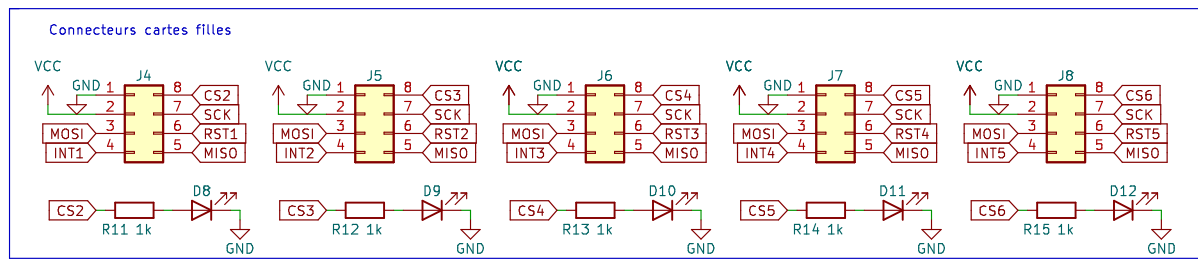 Connecteurs cartes filles
VCC GND 1 J4 8 CS2
2 7 SCK
MOSI 3 6 RST1
INT1 4 5 MISO
VCC GND 1 J5 8 CS3
2 7 SCK
MOSI 3 6 RST2
INT2 4 5 MISO
VCC GND 1 J6 8 CS4
2 7 SCK
MOSI 3 6 RST3
INT3 4 5 MISO
VCC GND 1 J7 8 CS5
2 7 SCK
MOSI 3 6 RST4
INT4 4 5 MISO
VCC GND 1 J8 8 CS6
2 7 SCK
MOSI 3 6 RST5
INT5 4 5 MISO
CS2 D8
R11 1k
GND
CS3 D9
R12 1k
GND
CS4 D10
R13 1k
GND
CS5 D11
R14 1k
GND
CS6 D12
R15 1k
GND